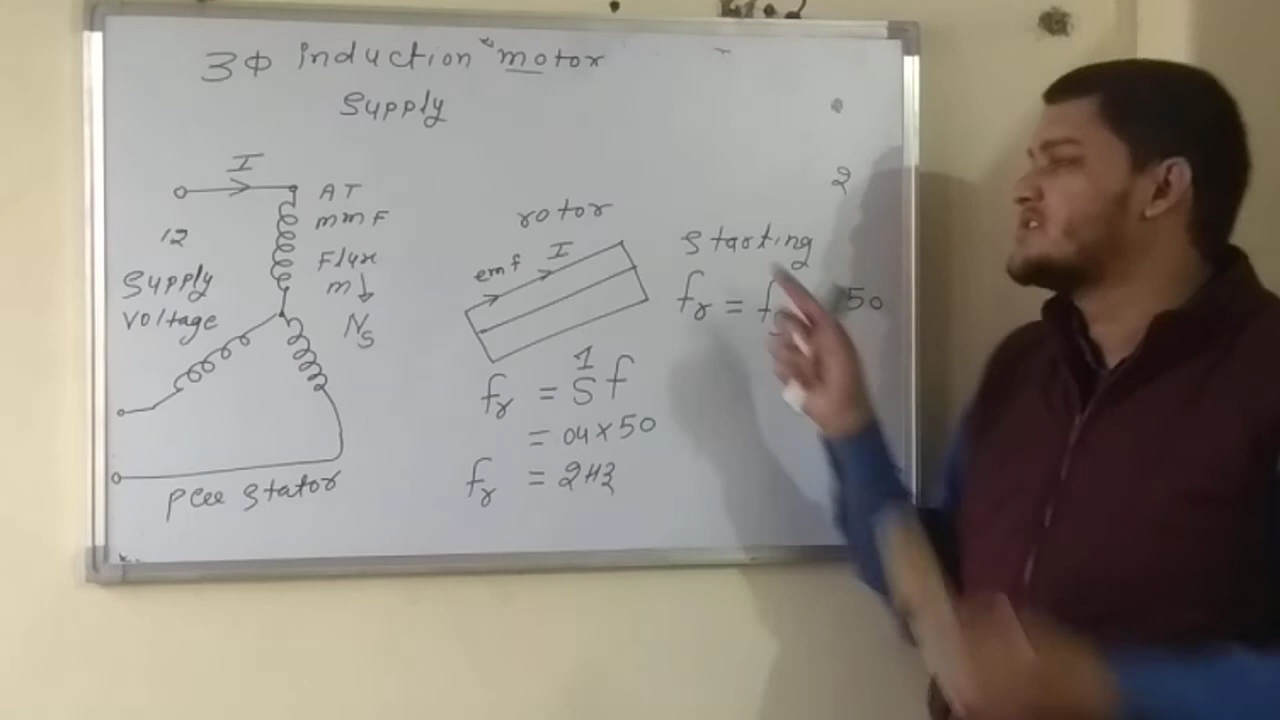 3Φ Induction motor
Supply
I
AT
mmF
Flux
m↓
Ns
12
Supply
Voltage
rotor
emf I
1
fr = Sf
= 04×50
fr = 2Hz
2
Starting
fr = f 50
Stator